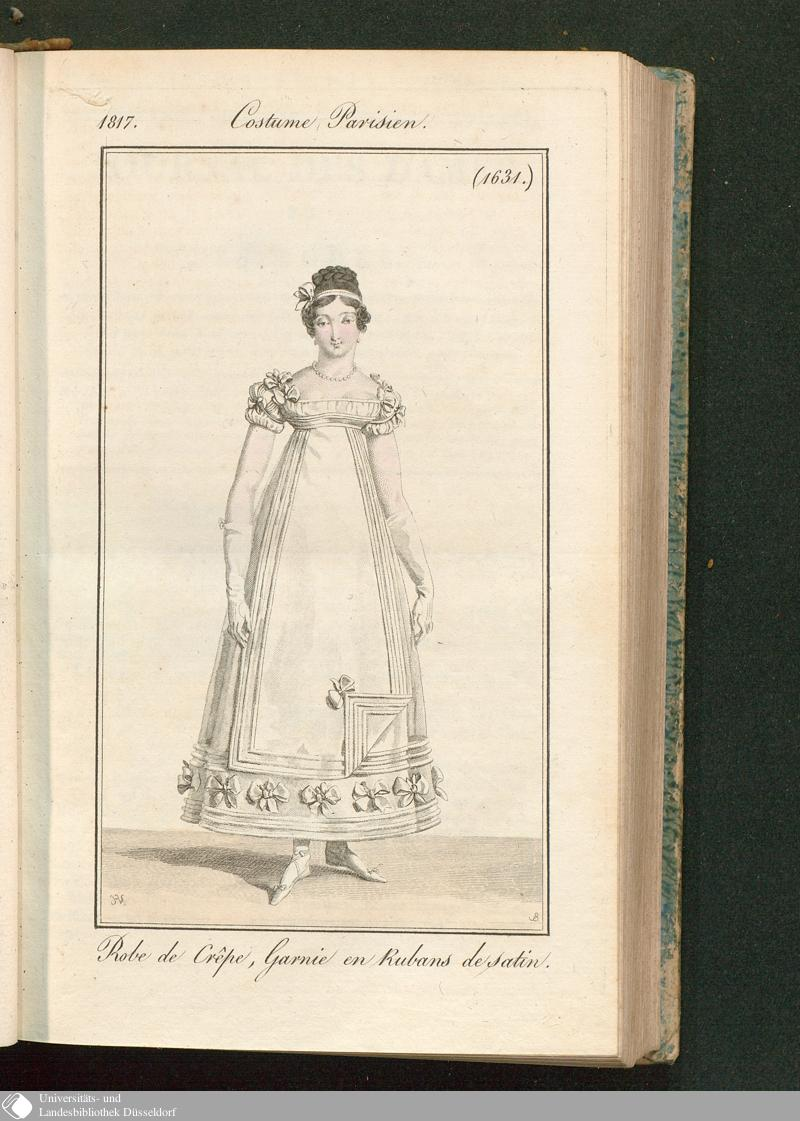 1817. Costume Parisien.
(1631.)
B
Robe de Crêpe, Garnie en Rubans de satin.
Universitäts- und
Landesbibliothek Düsseldorf